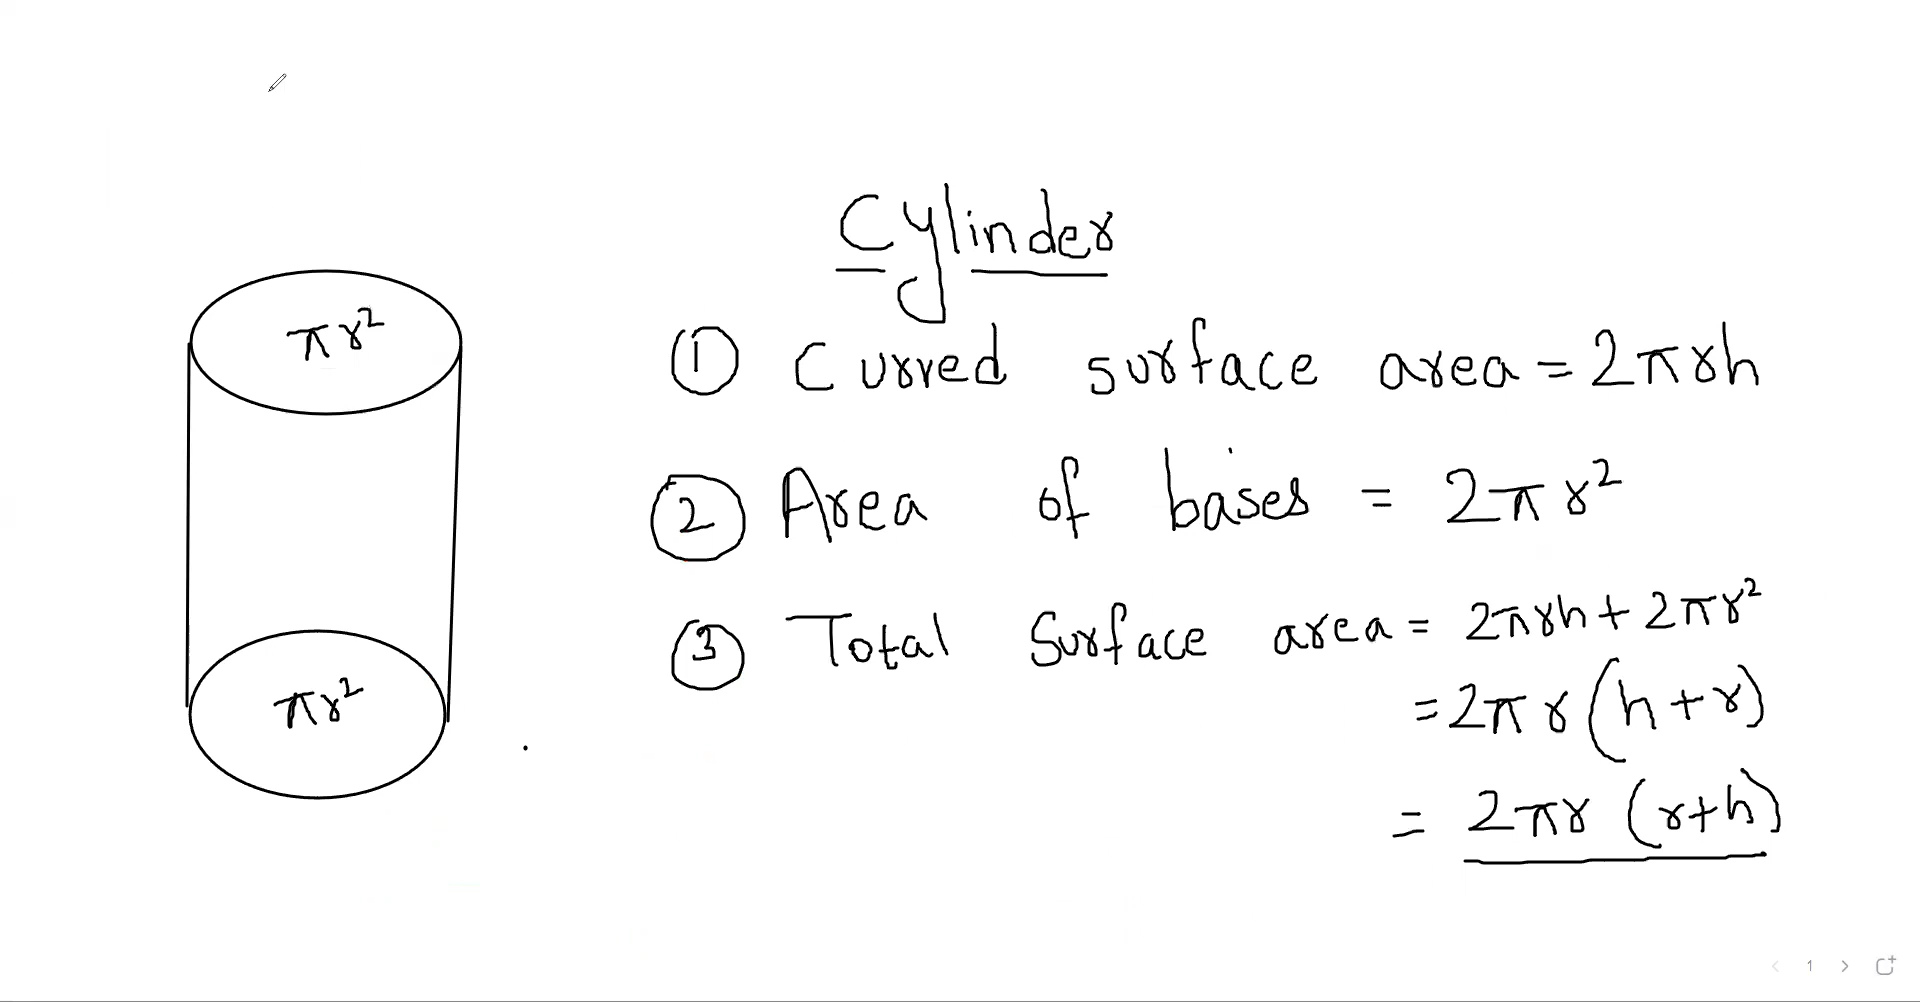 Cylinder
πr²
① Curved surface area = 2πrh
② Area of bases = 2πr²
③ Total Surface area = 2πrh + 2πr²
= 2πr (h+r)
πr²
= 2πr (r+h)
1